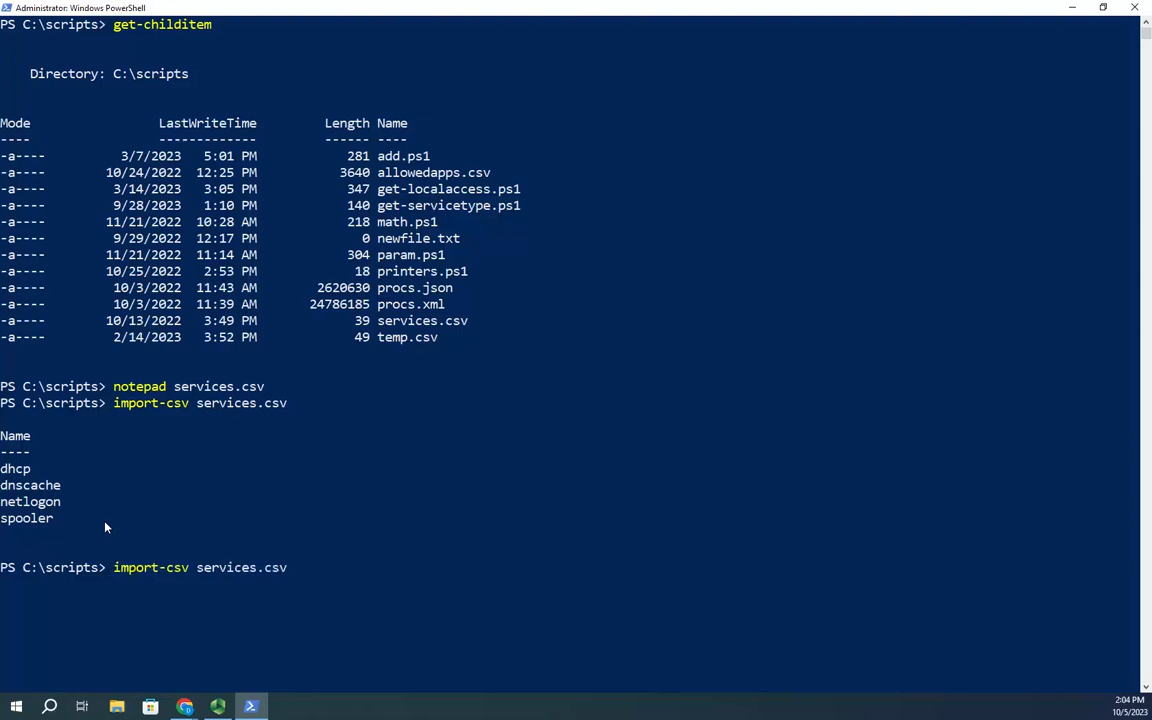 Administrator: Windows PowerShell
PS C:\scripts> get-childitem
Directory: C:\scripts
Mode LastWriteTime Length Name
---- ------------- ------ ----
-a---- 3/7/2023 5:01 PM 281 add.ps1
-a---- 10/24/2022 12:25 PM 3640 allowedapps.csv
-a---- 3/14/2023 3:05 PM 347 get-localaccess.ps1
-a---- 9/28/2023 1:10 PM 140 get-servicetype.ps1
-a---- 11/21/2022 10:28 AM 218 math.ps1
-a---- 9/29/2022 12:17 PM 0 newfile.txt
-a---- 11/21/2022 11:14 AM 304 param.ps1
-a---- 10/25/2022 2:53 PM 18 printers.ps1
-a---- 10/3/2022 11:43 AM 2620630 procs.json
-a---- 10/3/2022 11:39 AM 24786185 procs.xml
-a---- 10/13/2022 3:49 PM 39 services.csv
-a---- 2/14/2023 3:52 PM 49 temp.csv
PS C:\scripts> notepad services.csv
PS C:\scripts> import-csv services.csv
Name
----
dhcp
dnscache
netlogon
spooler
PS C:\scripts> import-csv services.csv
2:04 PM
10/5/2023